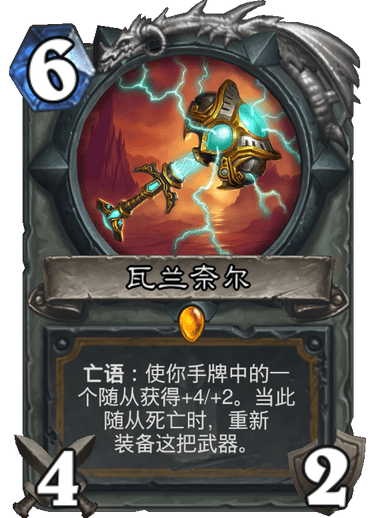 6
瓦兰奈尔
亡语：使你手牌中的一
个随从获得+4/+2。当此
随从死亡时，重新
装备这把武器。
4
2